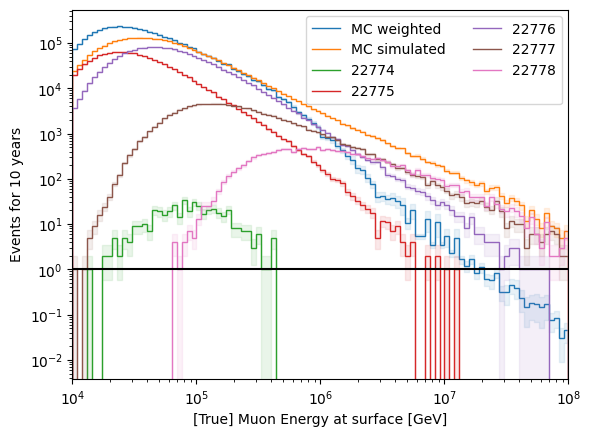 MC weighted
MC simulated
22774
22775
22776
22777
22778
Events for 10 years
10⁵
10⁴
10³
10²
10¹
10⁰
10⁻¹
10⁻²
10⁴ 10⁵ 10⁶ 10⁷ 10⁸
[True] Muon Energy at surface [GeV]